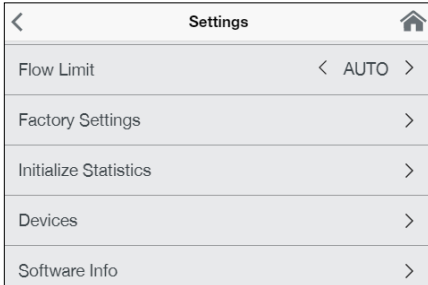 Settings
Flow Limit AUTO
Factory Settings
Initialize Statistics
Devices
Software Info